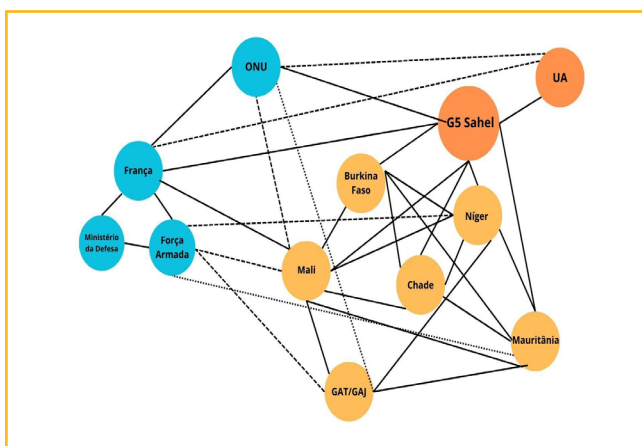 ONU
UA
G5 Sahel
França
Burkina
Faso
Níger
Ministério
da Defesa
Força
Armada
Mali
Chade
Mauritânia
GAT/GAJ